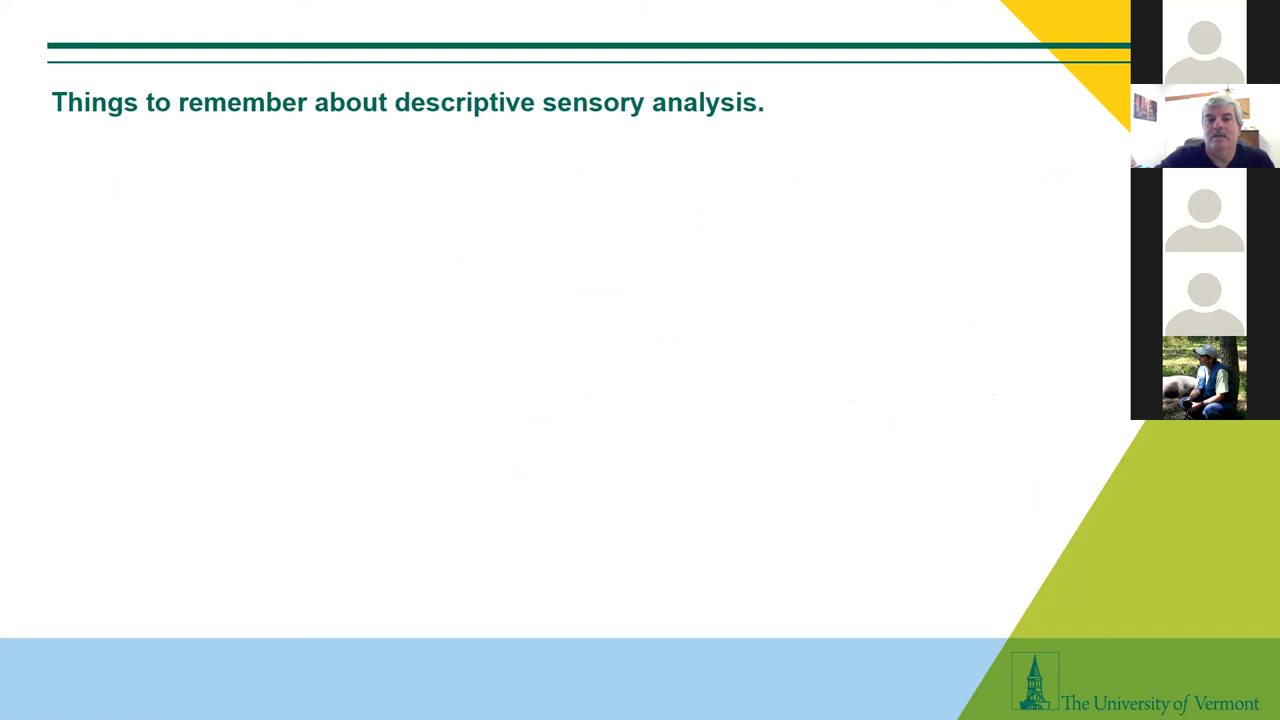 Things to remember about descriptive sensory analysis.
The University of Vermont